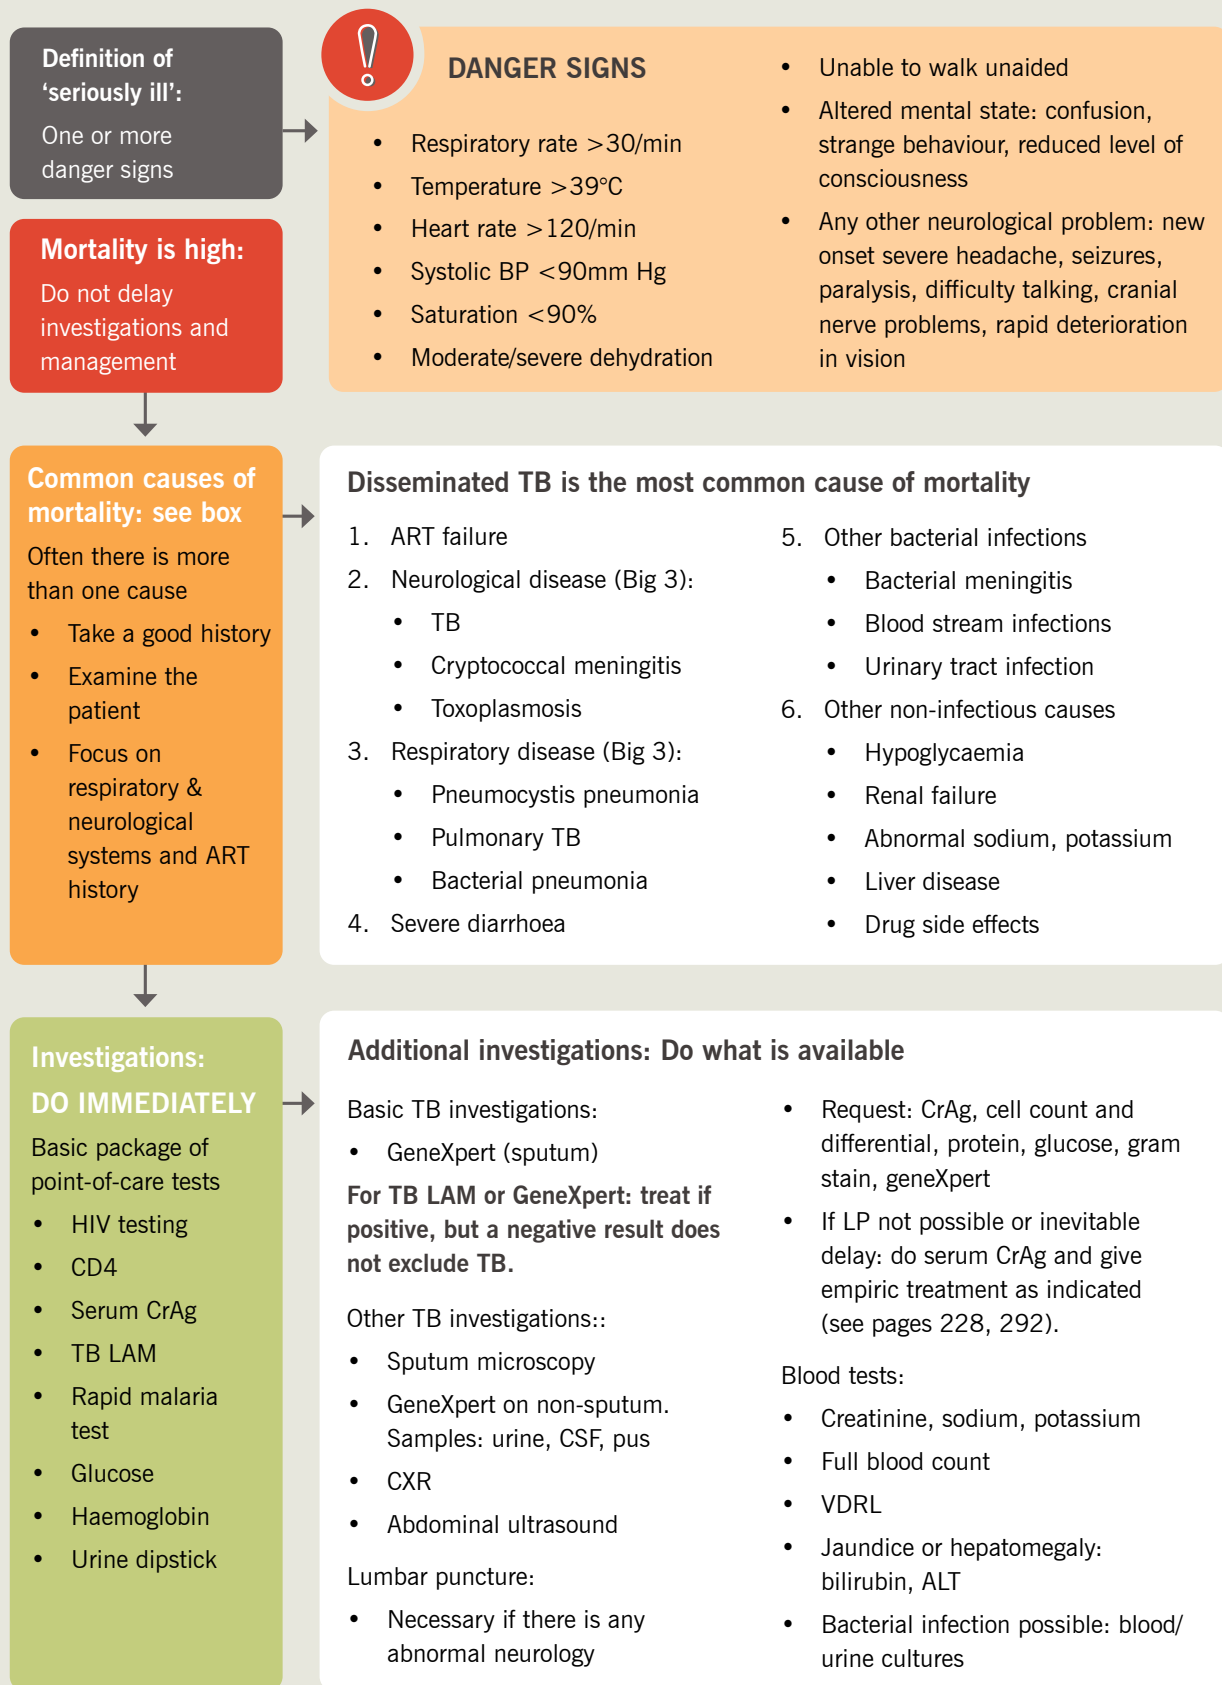 Definition of
‘seriously ill’:
One or more
danger signs
DANGER SIGNS
• Respiratory rate >30/min
• Temperature >39°C
• Heart rate >120/min
• Systolic BP <90mm Hg
• Saturation <90%
• Moderate/severe dehydration
• Unable to walk unaided
• Altered mental state: confusion,
strange behaviour, reduced level of
consciousness
• Any other neurological problem: new
onset severe headache, seizures,
paralysis, difficulty talking, cranial
nerve problems, rapid deterioration
in vision
Mortality is high:
Do not delay
investigations and
management
Common causes of
mortality: see box
Often there is more
than one cause
• Take a good history
• Examine the
patient
• Focus on
respiratory &
neurological
systems and ART
history
Disseminated TB is the most common cause of mortality
1. ART failure
2. Neurological disease (Big 3):
• TB
• Cryptococcal meningitis
• Toxoplasmosis
3. Respiratory disease (Big 3):
• Pneumocystis pneumonia
• Pulmonary TB
• Bacterial pneumonia
4. Severe diarrhoea
5. Other bacterial infections
• Bacterial meningitis
• Blood stream infections
• Urinary tract infection
6. Other non-infectious causes
• Hypoglycaemia
• Renal failure
• Abnormal sodium, potassium
• Liver disease
• Drug side effects
Investigations:
DO IMMEDIATELY
Basic package of
point-of-care tests
• HIV testing
• CD4
• Serum CrAg
• TB LAM
• Rapid malaria
test
• Glucose
• Haemoglobin
• Urine dipstick
Additional investigations: Do what is available
Basic TB investigations:
• GeneXpert (sputum)
For TB LAM or GeneXpert: treat if
positive, but a negative result does
not exclude TB.
Other TB investigations::
• Sputum microscopy
• GeneXpert on non-sputum.
Samples: urine, CSF, pus
• CXR
• Abdominal ultrasound
Lumbar puncture:
• Necessary if there is any
abnormal neurology
• Request: CrAg, cell count and
differential, protein, glucose, gram
stain, geneXpert
• If LP not possible or inevitable
delay: do serum CrAg and give
empiric treatment as indicated
(see pages 228, 292).
Blood tests:
• Creatinine, sodium, potassium
• Full blood count
• VDRL
• Jaundice or hepatomegaly:
bilirubin, ALT
• Bacterial infection possible: blood/
urine cultures